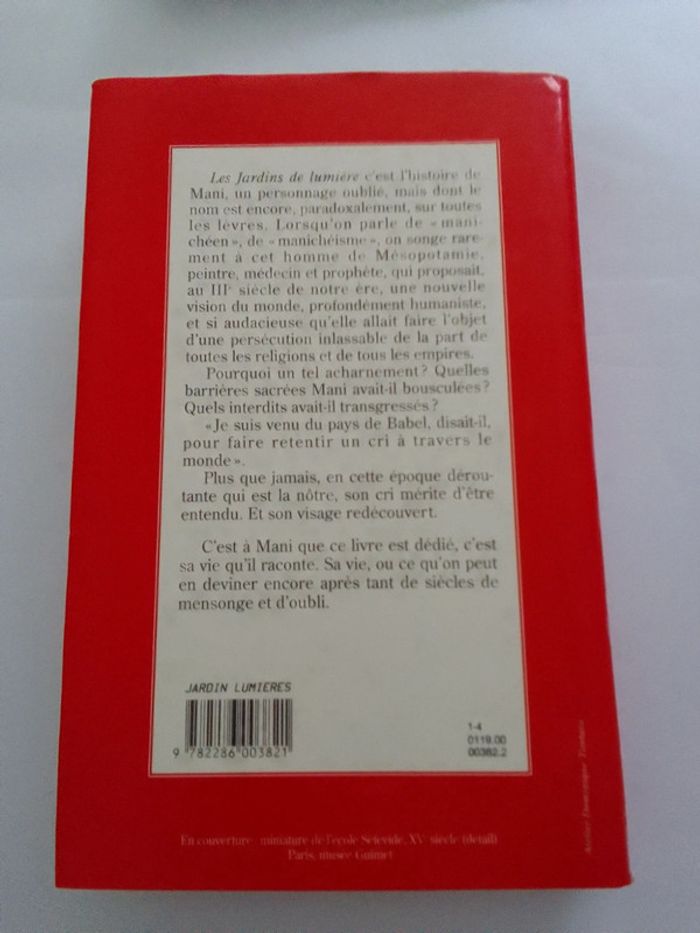 Les Jardins de lumière c'est l'histoire de
Mani, un personnage oublié, mais dont le
nom est encore, paradoxalement, sur toutes
les lèvres. Lorsqu'on parle de « mani-
chéen », de « manichéisme », on songe rare-
ment à cet homme de Mésopotamie,
peintre, médecin et prophète, qui proposait,
au IIIe siècle de notre ère, une nouvelle
vision du monde, profondément humaniste,
et si audacieuse qu'elle allait faire l'objet
d'une persécution inlassable de la part de
toutes les religions et de tous les empires.
Pourquoi un tel acharnement ? Quelles
barrières sacrées Mani avait-il bousculées ?
Quels interdits avait-il transgressés ?
« Je suis venu du pays de Babel, disait-il,
pour faire retentir un cri à travers le
monde ».
Plus que jamais, en cette époque dérou-
tante qui est la nôtre, son cri mérite d'être
entendu. Et son visage redécouvert.
C'est à Mani que ce livre est dédié, c'est
sa vie qu'il raconte. Sa vie, ou ce qu'on peut
en deviner encore après tant de siècles de
mensonge et d'oubli.
JARDIN LUMIERES
9 782286 003821
1-4
0119.00
00382.2
En couverture : miniature de l'école Seievide, XVe siècle (détail)
Paris, musée Guimet
Atelier Dominique